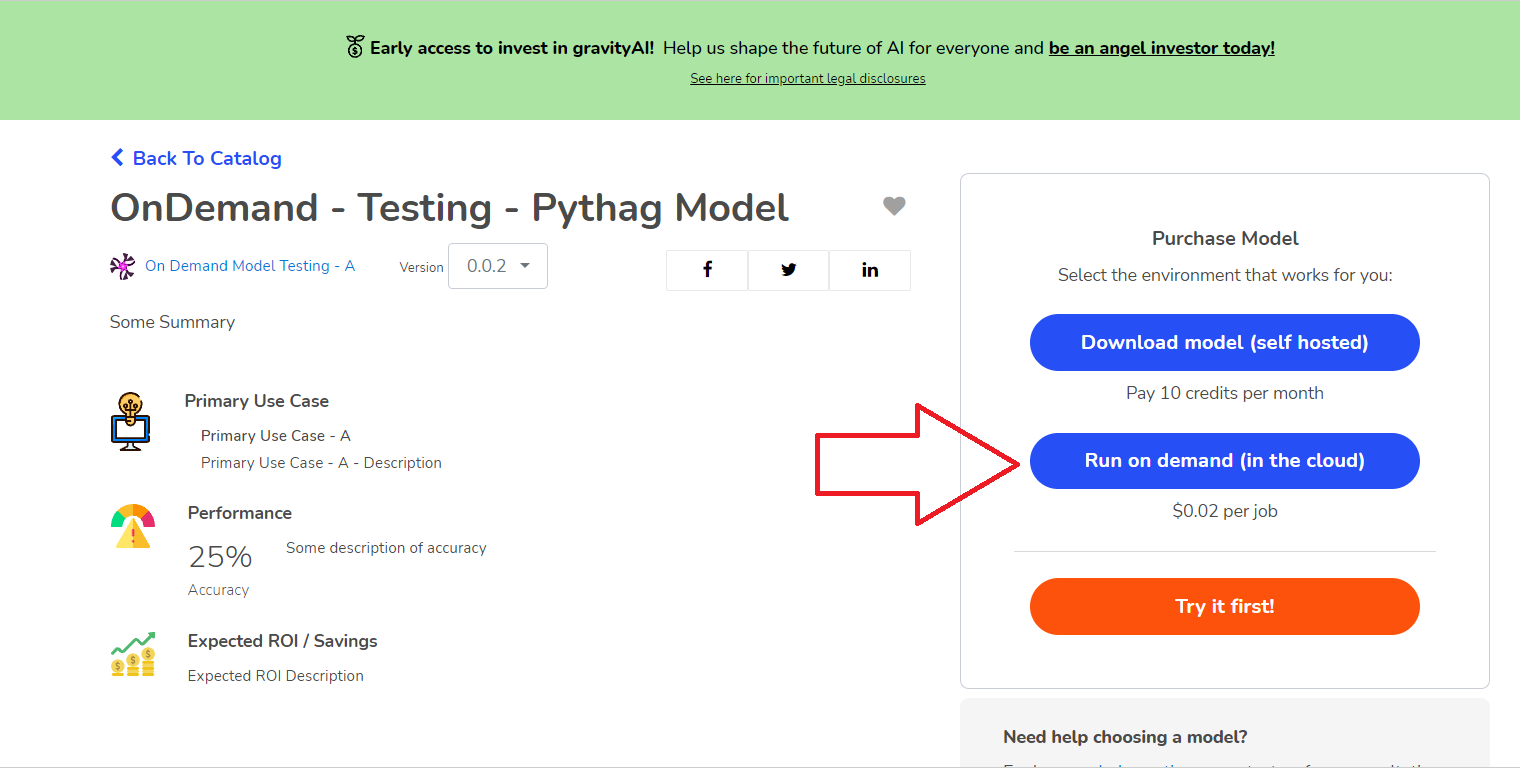 Early access to invest in gravityAI! Help us shape the future of AI for everyone and be an angel investor today!
See here for important legal disclosures
Back To Catalog
OnDemand - Testing - Pythag Model
On Demand Model Testing - A
Version
0.0.2
Some Summary
Primary Use Case
Primary Use Case - A
Primary Use Case - A - Description
Performance
25%
Some description of accuracy
Accuracy
Expected ROI / Savings
Expected ROI Description
Purchase Model
Select the environment that works for you:
Download model (self hosted)
Pay 10 credits per month
Run on demand (in the cloud)
$0.02 per job
Try it first!
Need help choosing a model?